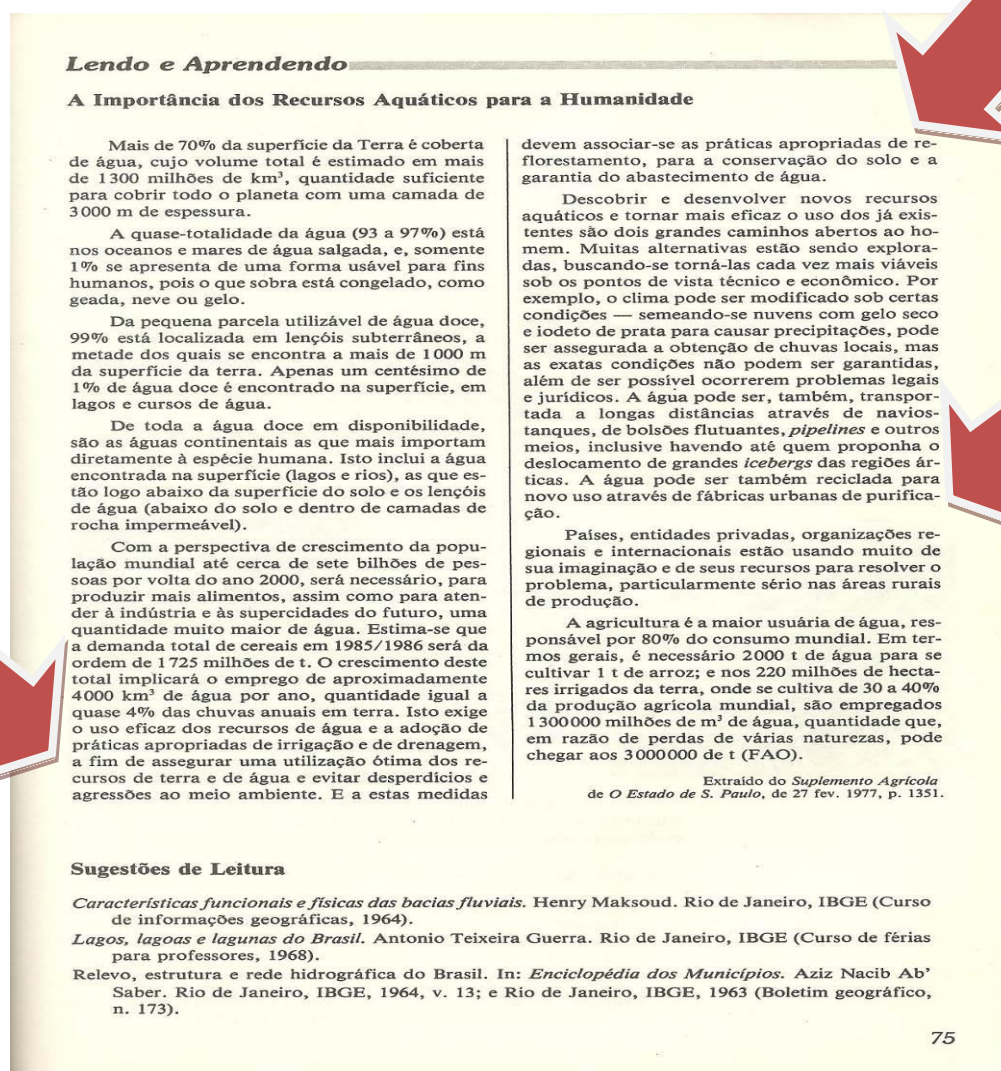 Lendo e Aprendendo
A Importância dos Recursos Aquáticos para a Humanidade
Mais de 70% da superfície da Terra é coberta
de água, cujo volume total é estimado em mais
de 1300 milhões de km³, quantidade suficiente
para cobrir todo o planeta com uma camada de
3000 m de espessura.
A quase-totalidade da água (93 a 97%) está
nos oceanos e mares de água salgada, e, somente
1% se apresenta de uma forma usável para fins
humanos, pois o que sobra está congelado, como
geada, neve ou gelo.
Da pequena parcela utilizável de água doce,
99% está localizada em lençóis subterrâneos, a
metade dos quais se encontra a mais de 1000 m
da superfície da terra. Apenas um centésimo de
1% de água doce é encontrado na superfície, em
lagos e cursos de água.
De toda a água doce em disponibilidade,
são as águas continentais as que mais importam
diretamente à espécie humana. Isto inclui a água
encontrada na superfície (lagos e rios), as que es-
tão logo abaixo da superfície do solo e os lençóis
de água (abaixo do solo e dentro de camadas de
rocha impermeável).
Com a perspectiva de crescimento da popu-
lação mundial até cerca de sete bilhões de pes-
soas por volta do ano 2000, será necessário, para
produzir mais alimentos, assim como para aten-
der à indústria e às supercidades do futuro, uma
quantidade muito maior de água. Estima-se que
a demanda total de cereais em 1985/1986 será da
ordem de 1725 milhões de t. O crescimento deste
total implicará o emprego de aproximadamente
4000 km³ de água por ano, quantidade igual a
quase 4% das chuvas anuais em terra. Isto exige
o uso eficaz dos recursos de água e a adoção de
práticas apropriadas de irrigação e de drenagem,
a fim de assegurar uma utilização ótima dos re-
cursos de terra e de água e evitar desperdícios e
agressões ao meio ambiente. E a estas medidas
devem associar-se as práticas apropriadas de re-
florestamento, para a conservação do solo e a
garantia do abastecimento de água.
Descobrir e desenvolver novos recursos
aquáticos e tornar mais eficaz o uso dos já exis-
tentes são dois grandes caminhos abertos ao ho-
mem. Muitas alternativas estão sendo explora-
das, buscando-se torná-las cada vez mais viáveis
sob os pontos de vista técnico e econômico. Por
exemplo, o clima pode ser modificado sob certas
condições — semeando-se nuvens com gelo seco
e iodeto de prata para causar precipitações, pode
ser assegurada a obtenção de chuvas locais, mas
as exatas condições não podem ser garantidas,
além de ser possível ocorrerem problemas legais
e jurídicos. A água pode ser, também, transpor-
tada a longas distâncias através de navios-
tanques, de bolsões flutuantes, pipelines e outros
meios, inclusive havendo até quem proponha o
deslocamento de grandes icebergs das regiões ár-
ticas. A água pode ser também reciclada para
novo uso através de fábricas urbanas de purifica-
ção.
Países, entidades privadas, organizações re-
gionais e internacionais estão usando muito de
sua imaginação e de seus recursos para resolver o
problema, particularmente sério nas áreas rurais
de produção.
A agricultura é a maior usuária de água, res-
ponsável por 80% do consumo mundial. Em ter-
mos gerais, é necessário 2000 t de água para se
cultivar 1 t de arroz; e nos 220 milhões de hecta-
res irrigados da terra, onde se cultiva de 30 a 40%
da produção agrícola mundial, são empregados
1300000 milhões de m³ de água, quantidade que,
em razão de perdas de várias naturezas, pode
chegar aos 3000000 de t (FAO).
Extraído do Suplemento Agrícola
de O Estado de S. Paulo, de 27 fev. 1977, p. 1351.
Sugestões de Leitura
Características funcionais e físicas das bacias fluviais. Henry Maksoud. Rio de Janeiro, IBGE (Curso
de informações geográficas, 1964).
Lagos, lagoas e lagunas do Brasil. Antonio Teixeira Guerra. Rio de Janeiro, IBGE (Curso de férias
para professores, 1968).
Relevo, estrutura e rede hidrográfica do Brasil. In: Enciclopédia dos Municípios. Aziz Nacib Ab'
Saber. Rio de Janeiro, IBGE, 1964, v. 13; e Rio de Janeiro, IBGE, 1963 (Boletim geográfico,
n. 173).
75